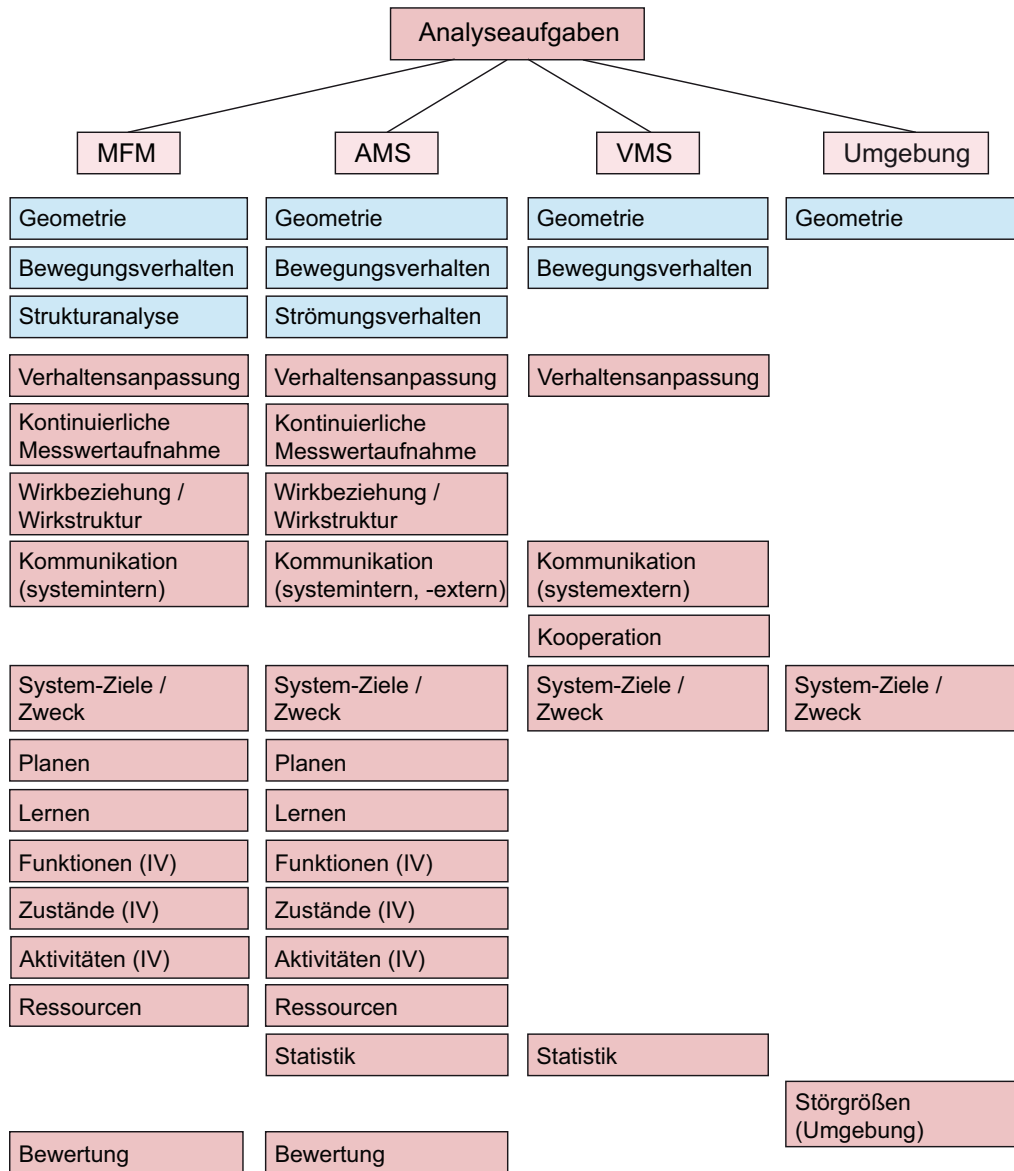 Analyseaufgaben
MFM
AMS
VMS
Umgebung
Geometrie
Geometrie
Geometrie
Geometrie
Bewegungsverhalten
Bewegungsverhalten
Bewegungsverhalten
Strukturanalyse
Strömungsverhalten
Verhaltensanpassung
Verhaltensanpassung
Verhaltensanpassung
Kontinuierliche
Messwertaufnahme
Kontinuierliche
Messwertaufnahme
Wirkbeziehung /
Wirkstruktur
Wirkbeziehung /
Wirkstruktur
Kommunikation
(systemintern)
Kommunikation
(systemintern, -extern)
Kommunikation
(systemextern)
Kooperation
System-Ziele /
Zweck
System-Ziele /
Zweck
System-Ziele /
Zweck
System-Ziele /
Zweck
Planen
Planen
Lernen
Lernen
Funktionen (IV)
Funktionen (IV)
Zustände (IV)
Zustände (IV)
Aktivitäten (IV)
Aktivitäten (IV)
Ressourcen
Ressourcen
Statistik
Statistik
Störgrößen
(Umgebung)
Bewertung
Bewertung